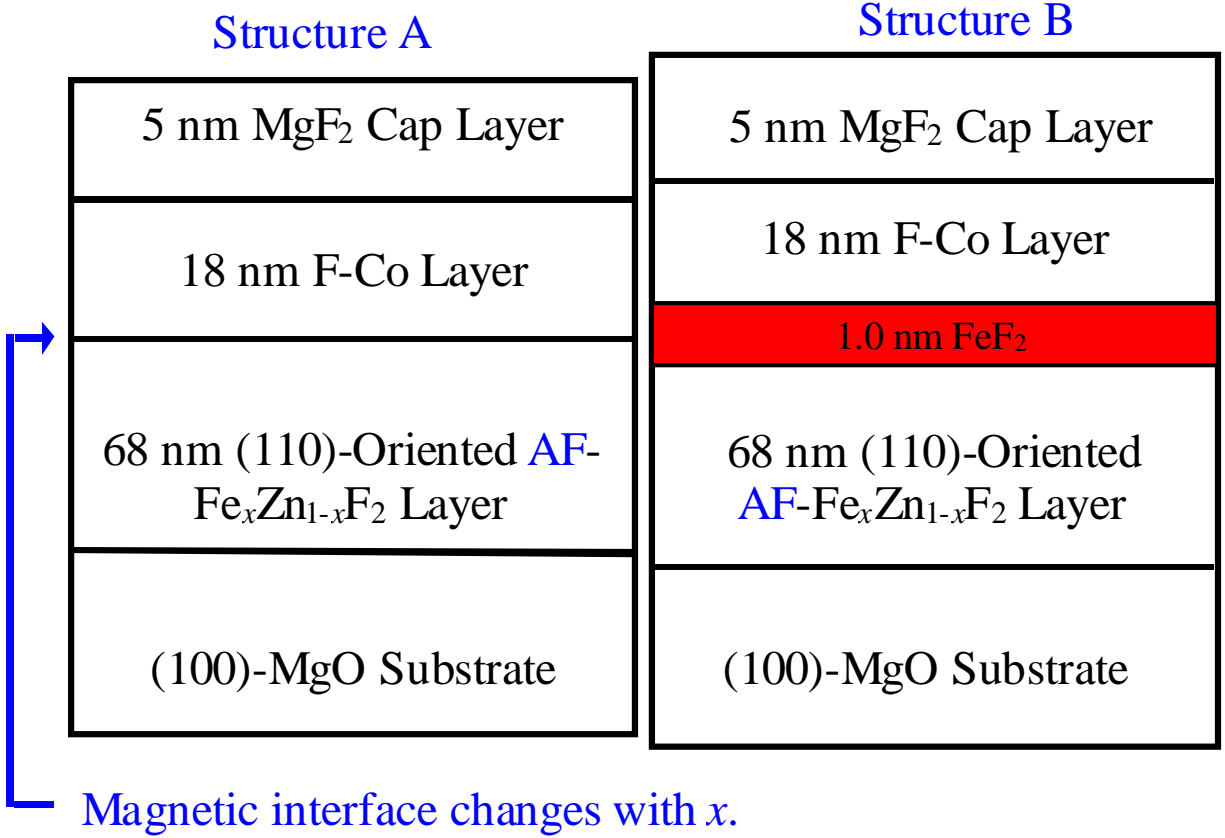 Structure A
5 nm MgF₂ Cap Layer
18 nm F-Co Layer
68 nm (110)-Oriented AF-
FeₓZn₁₋ₓF₂ Layer
(100)-MgO Substrate
Structure B
5 nm MgF₂ Cap Layer
18 nm F-Co Layer
1.0 nm FeF₂
68 nm (110)-Oriented
AF-FeₓZn₁₋ₓF₂ Layer
(100)-MgO Substrate
Magnetic interface changes with x.